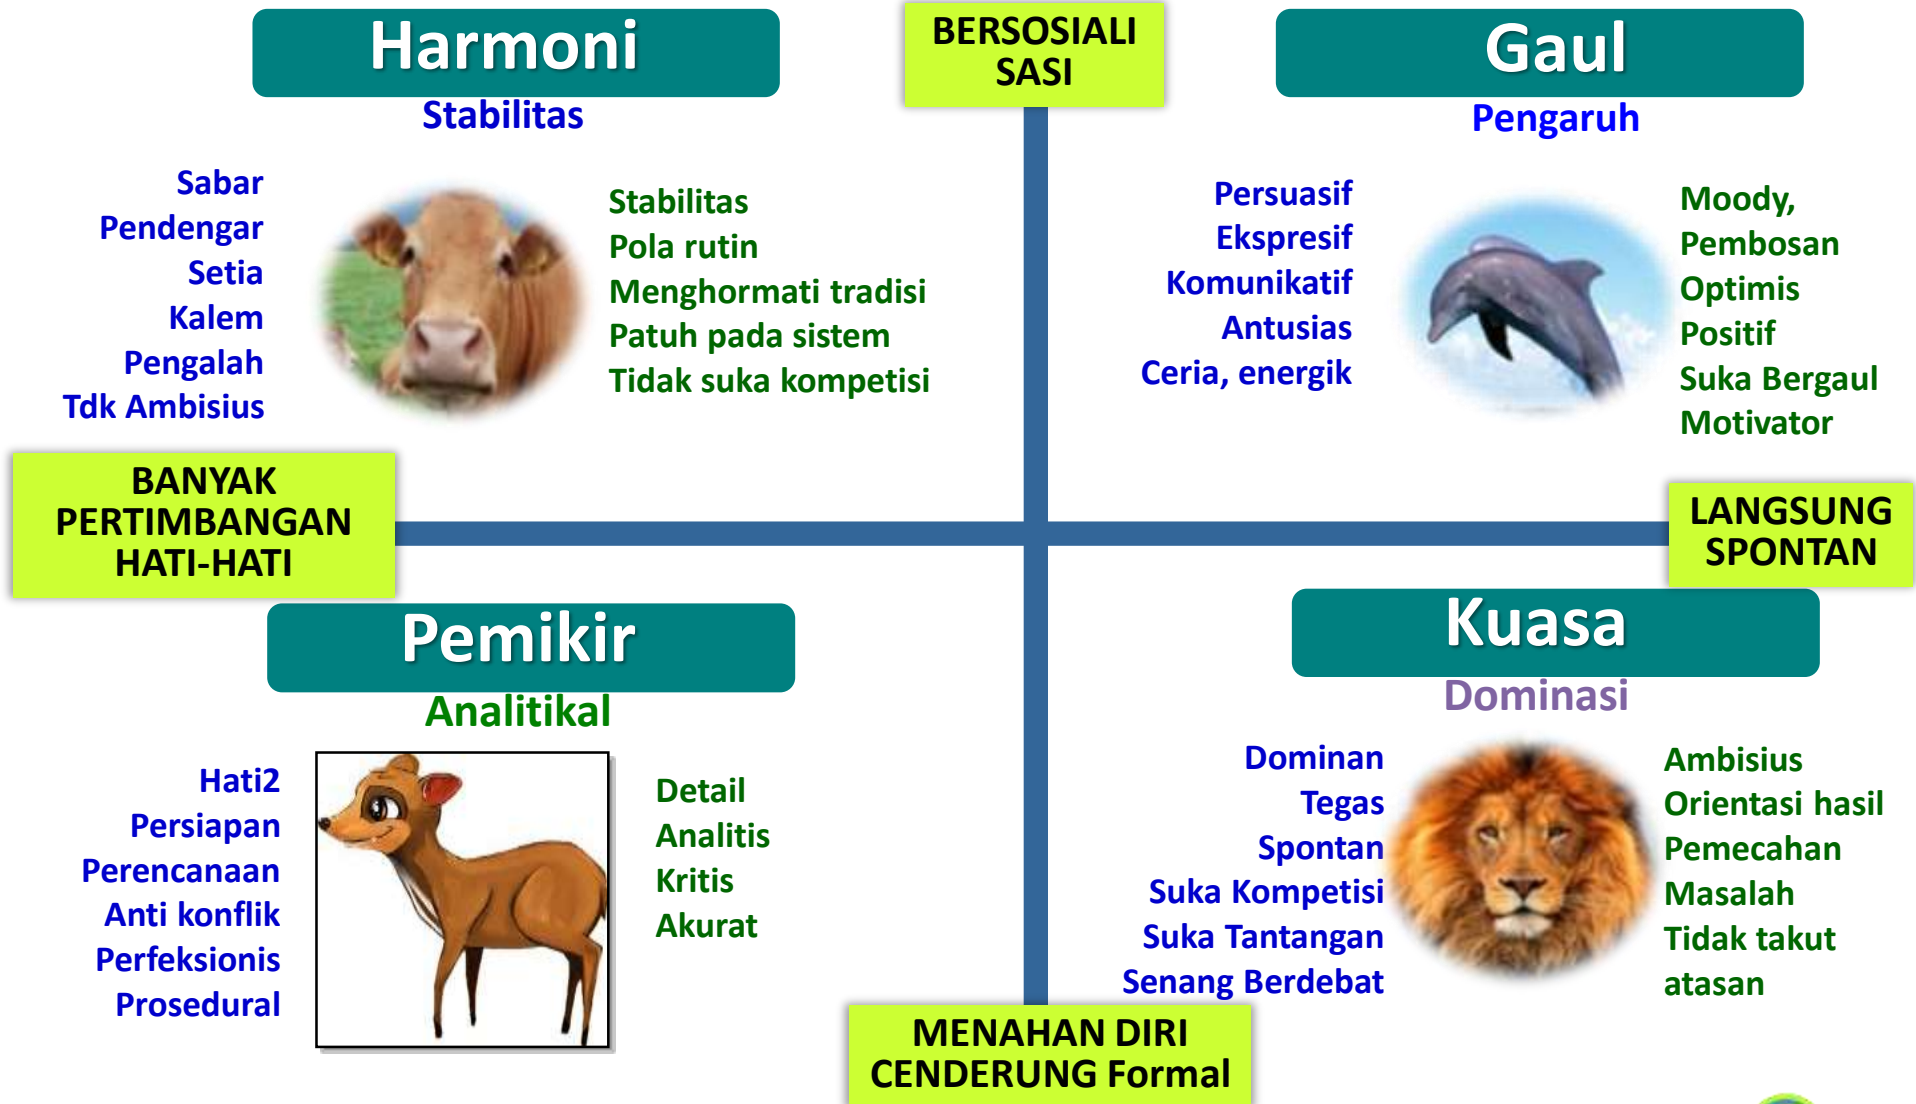 Harmoni
Stabilitas
Sabar
Pendengar
Setia
Kalem
Pengalah
Tdk Ambisius
Stabilitas
Pola rutin
Menghormati tradisi
Patuh pada sistem
Tidak suka kompetisi
BERSOSIALI
SASI
Gaul
Pengaruh
Persuasif
Ekspresif
Komunikatif
Antusias
Ceria, energik
Moody,
Pembosan
Optimis
Positif
Suka Bergaul
Motivator
BANYAK
PERTIMBANGAN
HATI-HATI
LANGSUNG
SPONTAN
Pemikir
Analitikal
Hati2
Persiapan
Perencanaan
Anti konflik
Perfeksionis
Prosedural
Detail
Analitis
Kritis
Akurat
Kuasa
Dominasi
Dominan
Tegas
Spontan
Suka Kompetisi
Suka Tantangan
Senang Berdebat
Ambisius
Orientasi hasil
Pemecahan
Masalah
Tidak takut
atasan
MENAHAN DIRI
CENDERUNG Formal